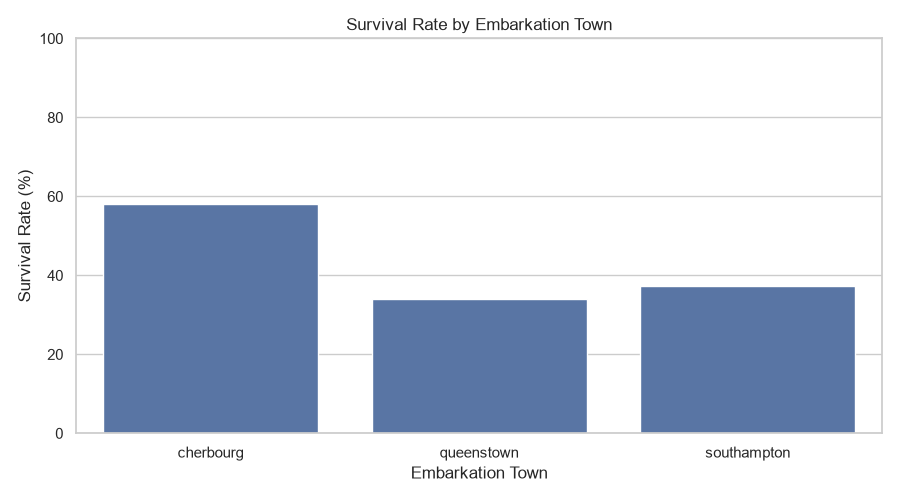 Survival Rate by Embarkation Town
100
80
60
40
20
0
Survival Rate (%)
cherbourg queenstown southampton
Embarkation Town